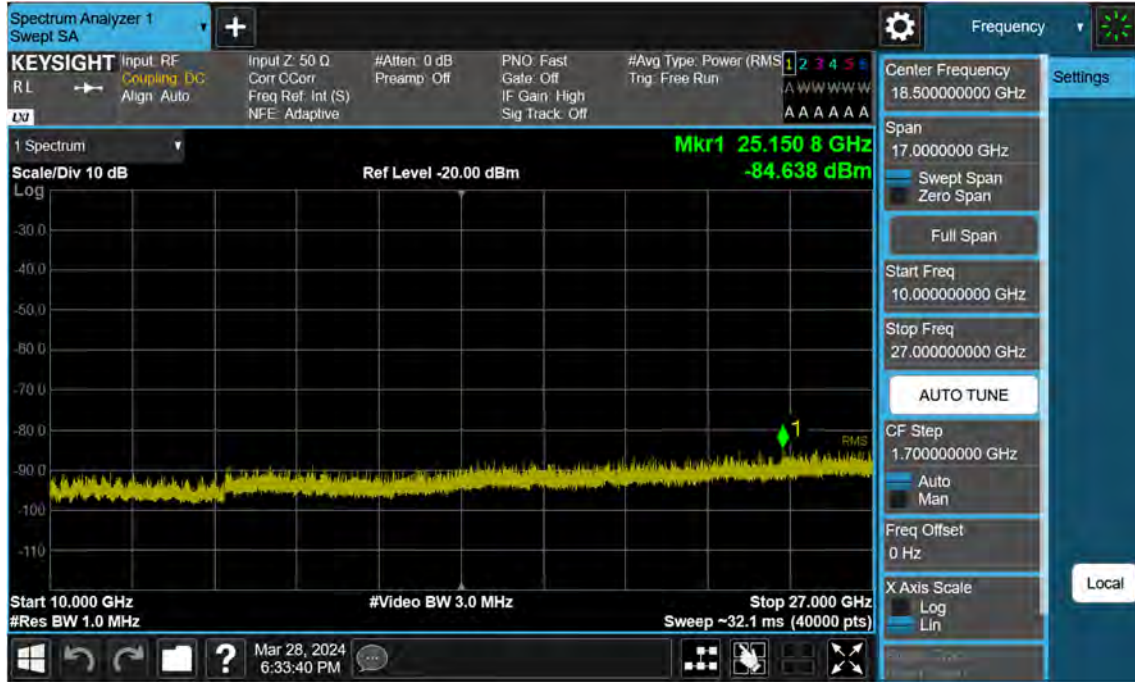 Spectrum Analyzer 1
Swept SA
+
Frequency
KEYSIGHT
R L
LXI
Input: RF
Coupling: DC
Align: Auto
Input Z: 50 Ω
Corr CCorr
Freq Ref: Int (S)
NFE: Adaptive
#Atten: 0 dB
Preamp: Off
PNO: Fast
Gate: Off
IF Gain: High
Sig Track: Off
#Avg Type: Power (RMS
Trig: Free Run
1 2 3 4 5 6
A W W W W W
A A A A A A
1 Spectrum
Scale/Div 10 dB
Log
Ref Level -20.00 dBm
Mkr1 25.150 8 GHz
-84.638 dBm
-30.0
-40.0
-50.0
-60.0
-70.0
-80.0
-90.0
-100
-110
1
RMS
Start 10.000 GHz
#Res BW 1.0 MHz
#Video BW 3.0 MHz
Stop 27.000 GHz
Sweep ~32.1 ms (40000 pts)
?
Mar 28, 2024
6:33:40 PM
Center Frequency
18.500000000 GHz
Span
17.0000000 GHz
Swept Span
Zero Span
Full Span
Start Freq
10.000000000 GHz
Stop Freq
27.000000000 GHz
AUTO TUNE
CF Step
1.700000000 GHz
Auto
Man
Freq Offset
0 Hz
X Axis Scale
Log
Lin
Settings
Local